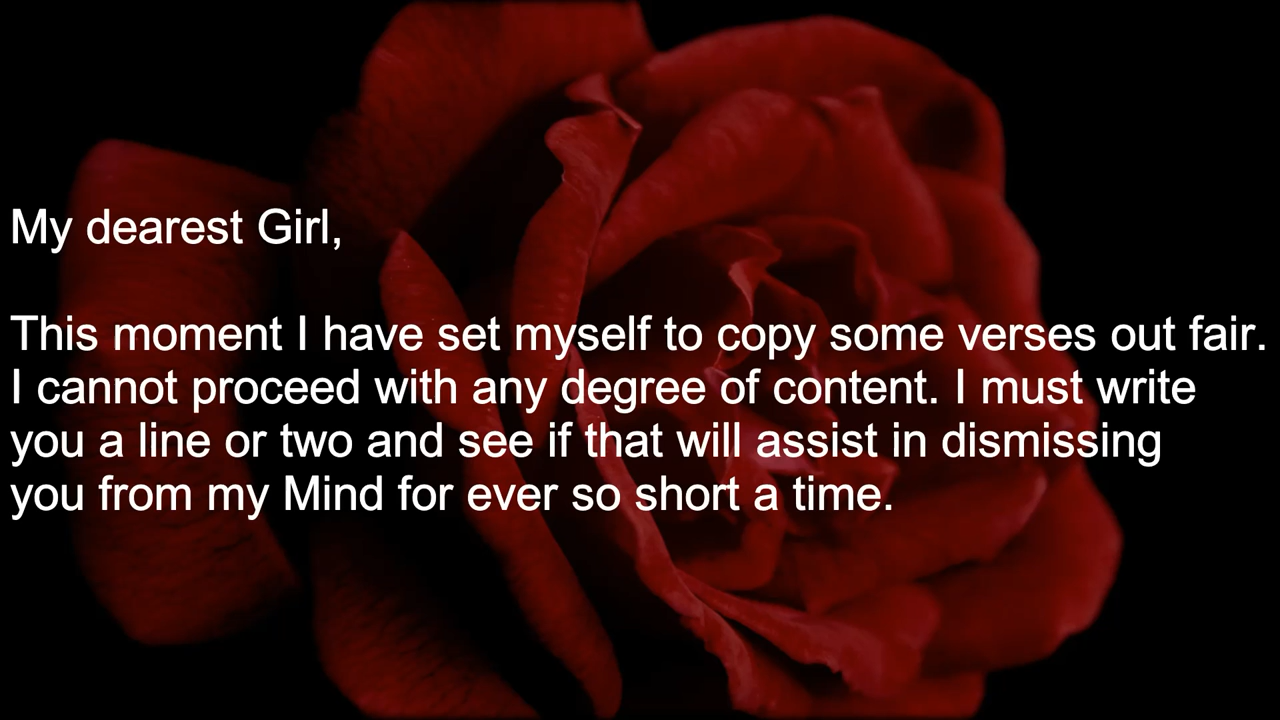 My dearest Girl,
This moment I have set myself to copy some verses out fair.
I cannot proceed with any degree of content. I must write
you a line or two and see if that will assist in dismissing
you from my Mind for ever so short a time.